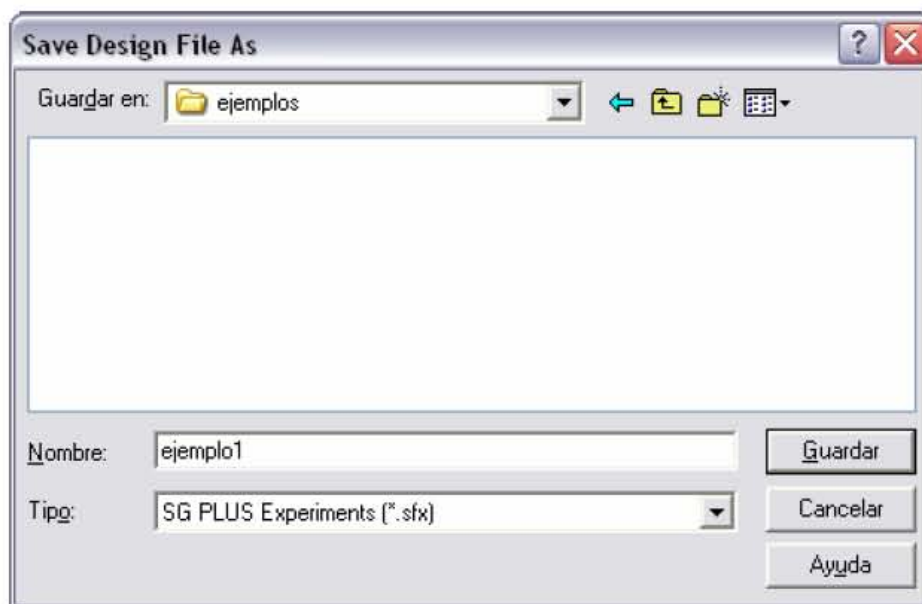 Save Design File As
Guardar en: ejemplos
Nombre: ejemplo1 Guardar
Tipo: SG PLUS Experiments (*.sfx) Cancelar
Ayuda